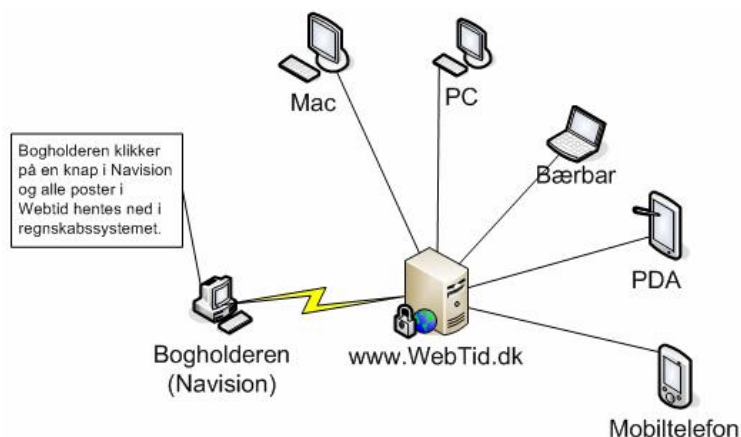 Mac
PC
Bærbar
PDA
Mobiltelefon
Bogholderen klikker
på en knap i Navision
og alle poster i
Webtid hentes ned i
regnskabssystemet.
Bogholderen
(Navision)
www.WebTid.dk